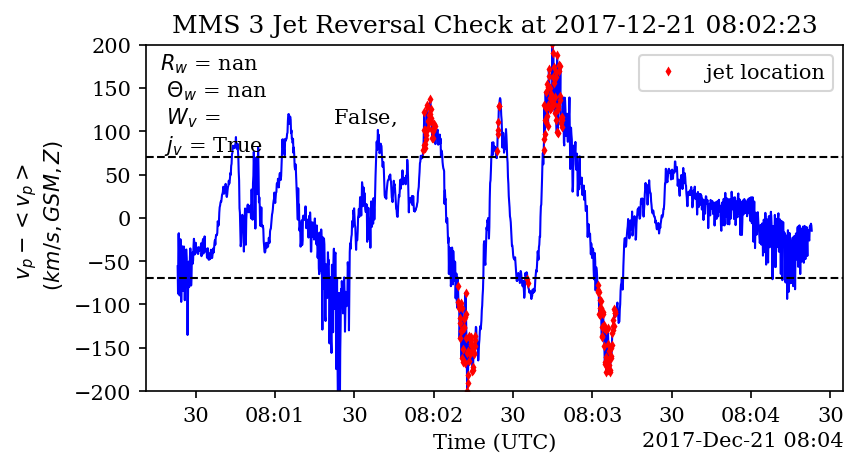 MMS 3 Jet Reversal Check at 2017-12-21 08:02:23
200
150
100
50
0
−50
−100
−150
−200
v_p − < v_p >
(km/s, GSM, Z)
R_w = nan
Θ_w = nan
W_v = False,
j_v = True
jet location
30 08:01 30 08:02 30 08:03 30 08:04 30
Time (UTC)
2017-Dec-21 08:04